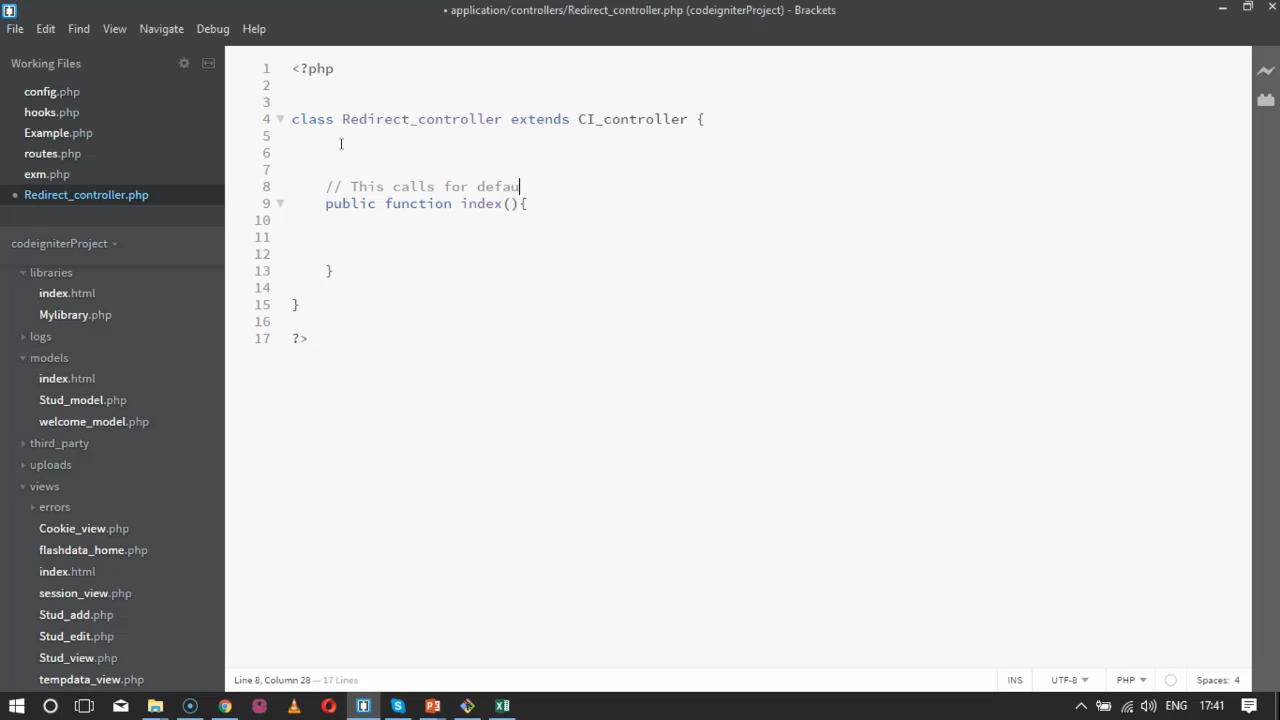 • application/controllers/Redirect_controller.php (codeigniterProject) - Brackets
File Edit Find View Navigate Debug Help
Working Files
config.php
hooks.php
Example.php
routes.php
exm.php
Redirect_controller.php
codeigniterProject
libraries
index.html
Mylibrary.php
logs
models
index.html
Stud_model.php
welcome_model.php
third_party
uploads
views
errors
Cookie_view.php
flashdata_home.php
index.html
session_view.php
Stud_add.php
Stud_edit.php
Stud_view.php
tempdata_view.php
1 <?php
2
3
4 class Redirect_controller extends CI_controller {
5
6
7
8 // This calls for defau
9 public function index(){
10
11
12
13 }
14
15 }
16
17 ?>
Line 8, Column 28 — 17 Lines
INS UTF-8 PHP Spaces: 4
ENG 17:41